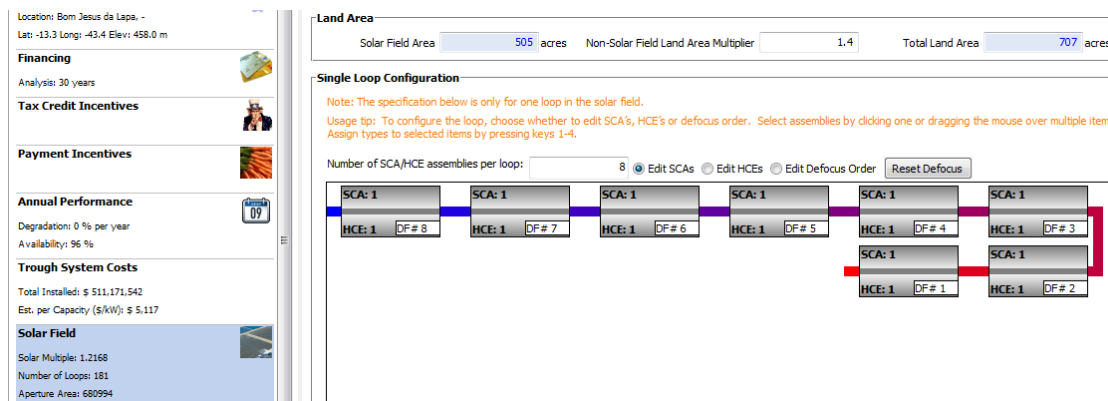 Location: Bom Jesus da Lapa, -
Lat: -13.3 Long: -43.4 Elev: 458.0 m
Financing
Analysis: 30 years
Tax Credit Incentives
Payment Incentives
Annual Performance
Degradation: 0 % per year
Availability: 96 %
09
Trough System Costs
Total Installed: $ 511,171,542
Est. per Capacity ($/kW): $ 5,117
Solar Field
Solar Multiple: 1.2168
Number of Loops: 181
Aperture Area: 680994
Land Area
Solar Field Area 505 acres Non-Solar Field Land Area Multiplier 1.4 Total Land Area 707 acres
Single Loop Configuration
Note: The specification below is only for one loop in the solar field.
Usage tip: To configure the loop, choose whether to edit SCA's, HCE's or defocus order. Select assemblies by clicking one or dragging the mouse over multiple item
Assign types to selected items by pressing keys 1-4.
Number of SCA/HCE assemblies per loop: 8 Edit SCAs Edit HCEs Edit Defocus Order Reset Defocus
SCA: 1 SCA: 1 SCA: 1 SCA: 1 SCA: 1 SCA: 1
HCE: 1 DF# 8 HCE: 1 DF# 7 HCE: 1 DF# 6 HCE: 1 DF# 5 HCE: 1 DF# 4 HCE: 1 DF# 3
SCA: 1 SCA: 1
HCE: 1 DF# 1 HCE: 1 DF# 2